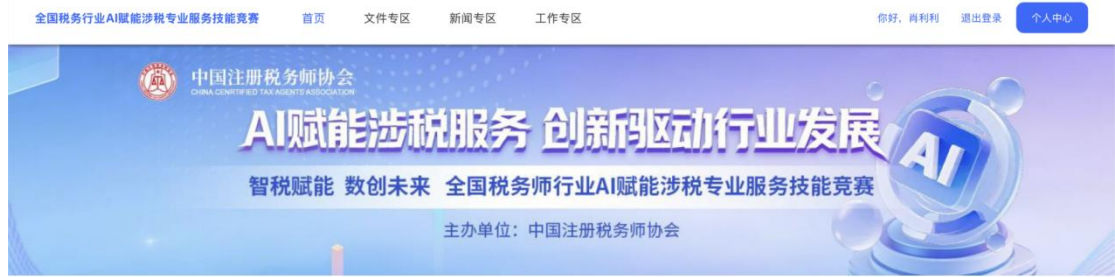 全国税务行业AI赋能涉税专业服务技能竞赛 首页 文件专区 新闻专区 工作专区 你好，肖利利 退出登录 个人中心
中国注册税务师协会
CHINA CENRTIFIED TAX AGENTS ASSOCIATION
AI赋能涉税服务 创新驱动行业发展
AI
智税赋能 数创未来 全国税务师行业AI赋能涉税专业服务技能竞赛
主办单位：中国注册税务师协会